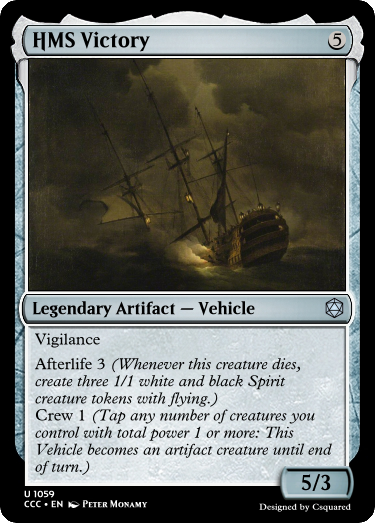 HMS Victory 5
Legendary Artifact — Vehicle
Vigilance
Afterlife 3 (Whenever this creature dies,
create three 1/1 white and black Spirit
creature tokens with flying.)
Crew 1 (Tap any number of creatures you
control with total power 1 or more: This
Vehicle becomes an artifact creature until end
of turn.)
5/3
U 1059
CCC • EN Peter Monamy
Designed by Csquared